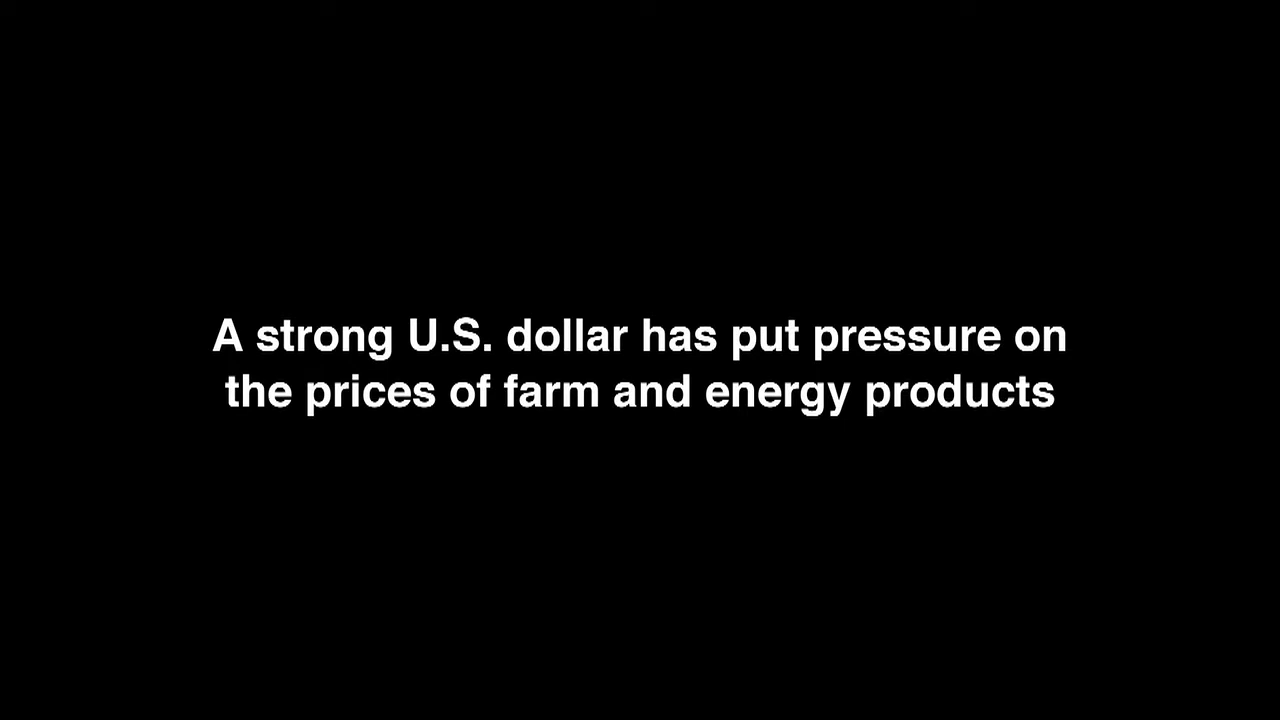 A strong U.S. dollar has put pressure on
the prices of farm and energy products